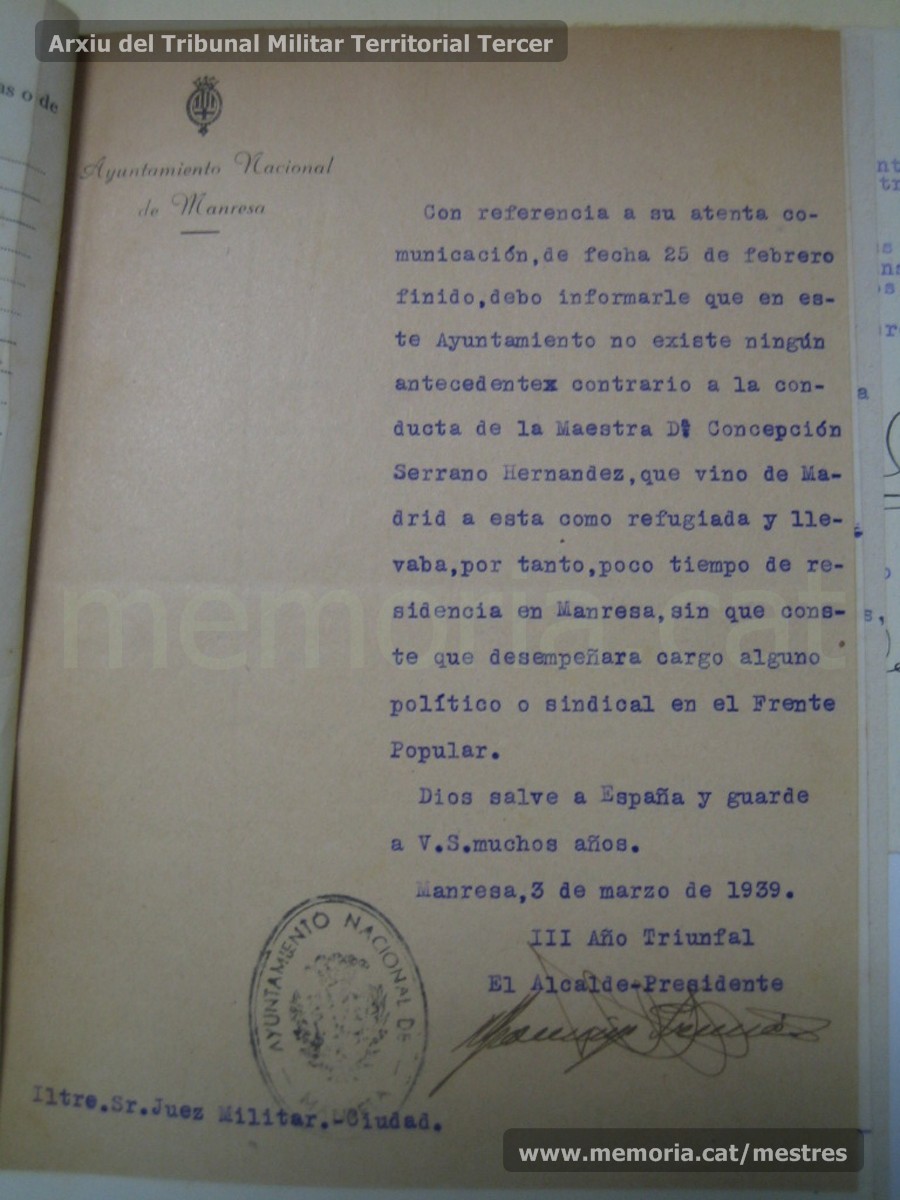 Arxiu del Tribunal Militar Territorial Tercer
as o de
Ayuntamiento Nacional
de Manresa
Con referencia a su atenta co-
municación,de fecha 25 de febrero
finido,debo informarle que en es-
te Ayuntamiento no existe ningún
antecedentex contrario a la con-
ducta de la Maestra Dª Concepción
Serrano Hernandez,que vino de Ma-
drid a esta como refugiada y lle-
vaba,por tanto,poco tiempo de re-
sidencia en Manresa,sin que cons-
te que desempeñara cargo alguno
político o sindical en el Frente
Popular.
Dios salve a España y guarde
a V.S.muchos años.
Manresa,3 de marzo de 1939.
III Año Triunfal
El Alcalde-Presidente
AYUNTAMIENTO NACIONAL DE
Iltre.Sr.Juez Militar.-Ciudad.
memoria.cat
www.memoria.cat/mestres